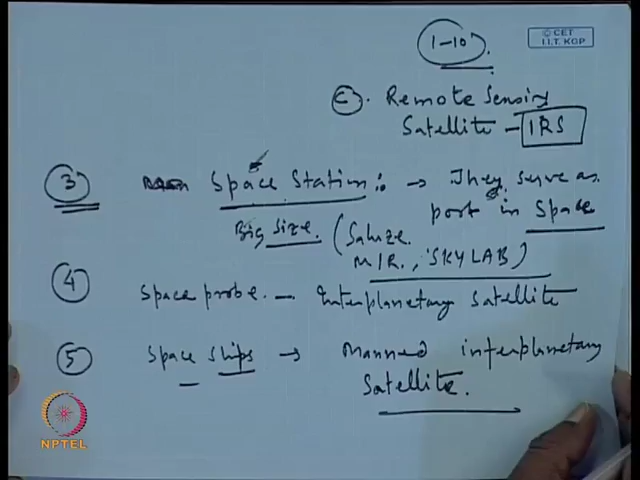 1-10
© CET
I.I.T. KGP
E. Remote Sensing
Satellite - IRS
3 Space Station: → They serve as
port in Space
Big Size. (Saluze
MIR, SKYLAB)
4 Space probe. - Interplanetary Satellite
5 Space Ships → Manned interplanetary
Satellite.
NPTEL